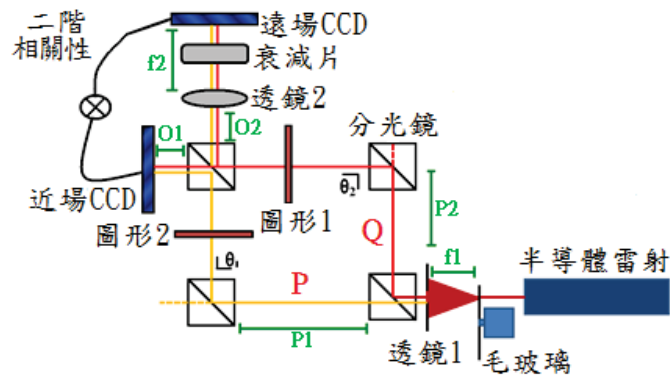 二階
相關性
遠場CCD
f2
衰減片
透鏡2
O1
O2
分光鏡
近場CCD
θ2
圖形1
P2
圖形2
Q
θ1
P
f1
半導體雷射
P1
透鏡1
毛玻璃